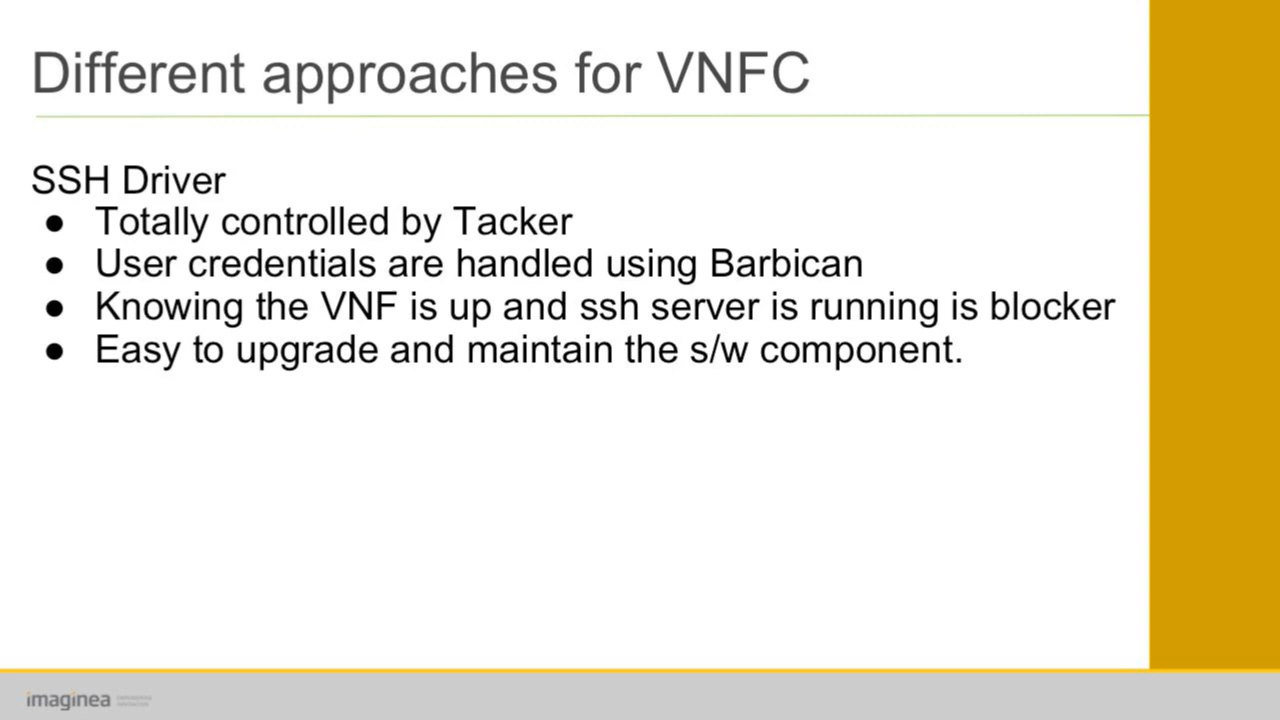 Different approaches for VNFC
SSH Driver
● Totally controlled by Tacker
● User credentials are handled using Barbican
● Knowing the VNF is up and ssh server is running is blocker
● Easy to upgrade and maintain the s/w component.
imaginea